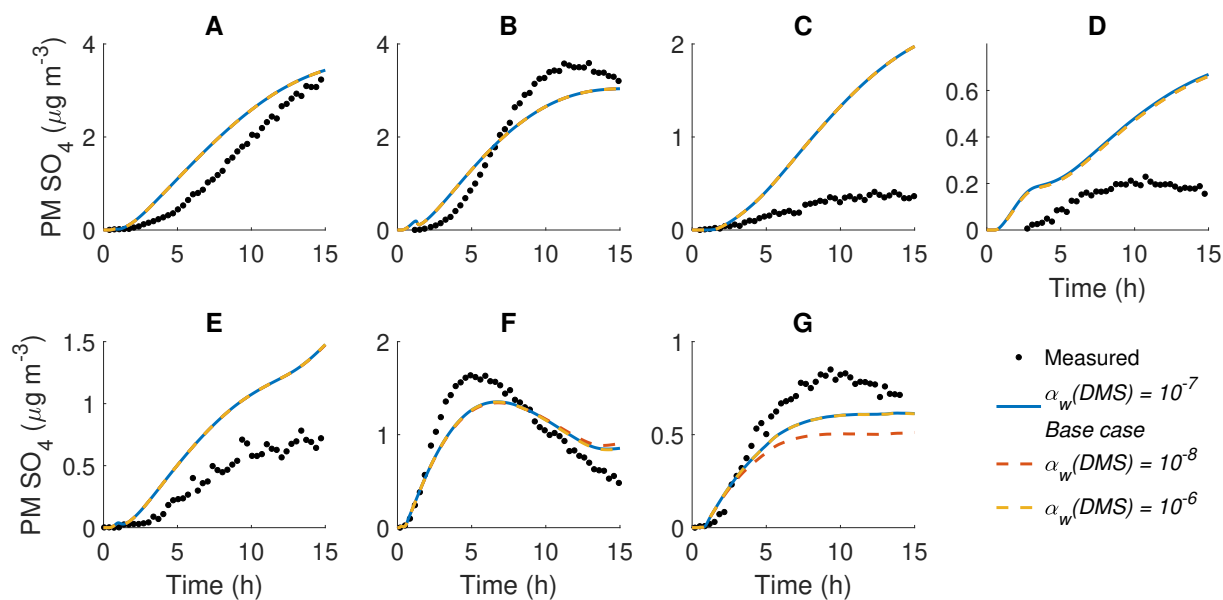 A B C D
PM SO4 (μg m-3)
4
2
0
0 5 10 15
4
2
0
0 5 10 15
2
1
0
0 5 10 15
0.6
0.4
0.2
0
0 5 10 15
Time (h)
E F G
PM SO4 (μg m-3)
1.5
1
0.5
0
0 5 10 15
Time (h)
2
1
0
0 5 10 15
Time (h)
1
0.5
0
0 5 10 15
Time (h)
Measured
αw(DMS) = 10-7
Base case
αw(DMS) = 10-8
αw(DMS) = 10-6